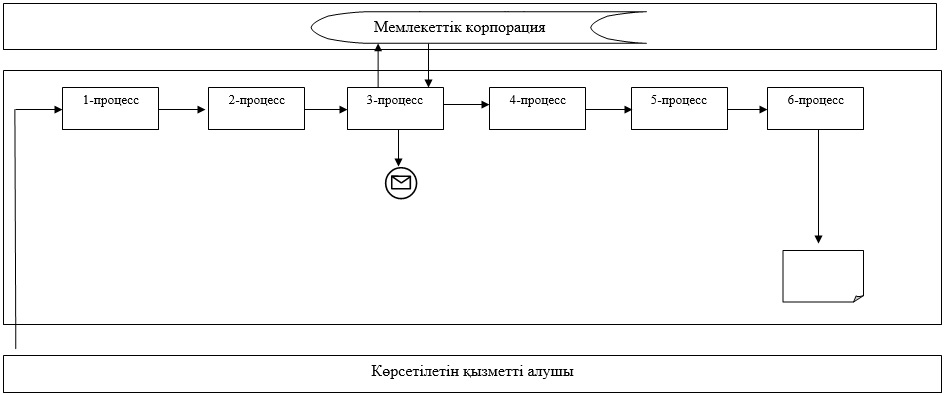 Мемлекеттік корпорация
1-процесс
2-процесс
3-процесс
4-процесс
5-процесс
6-процесс
Көрсетілетін қызметті алушы